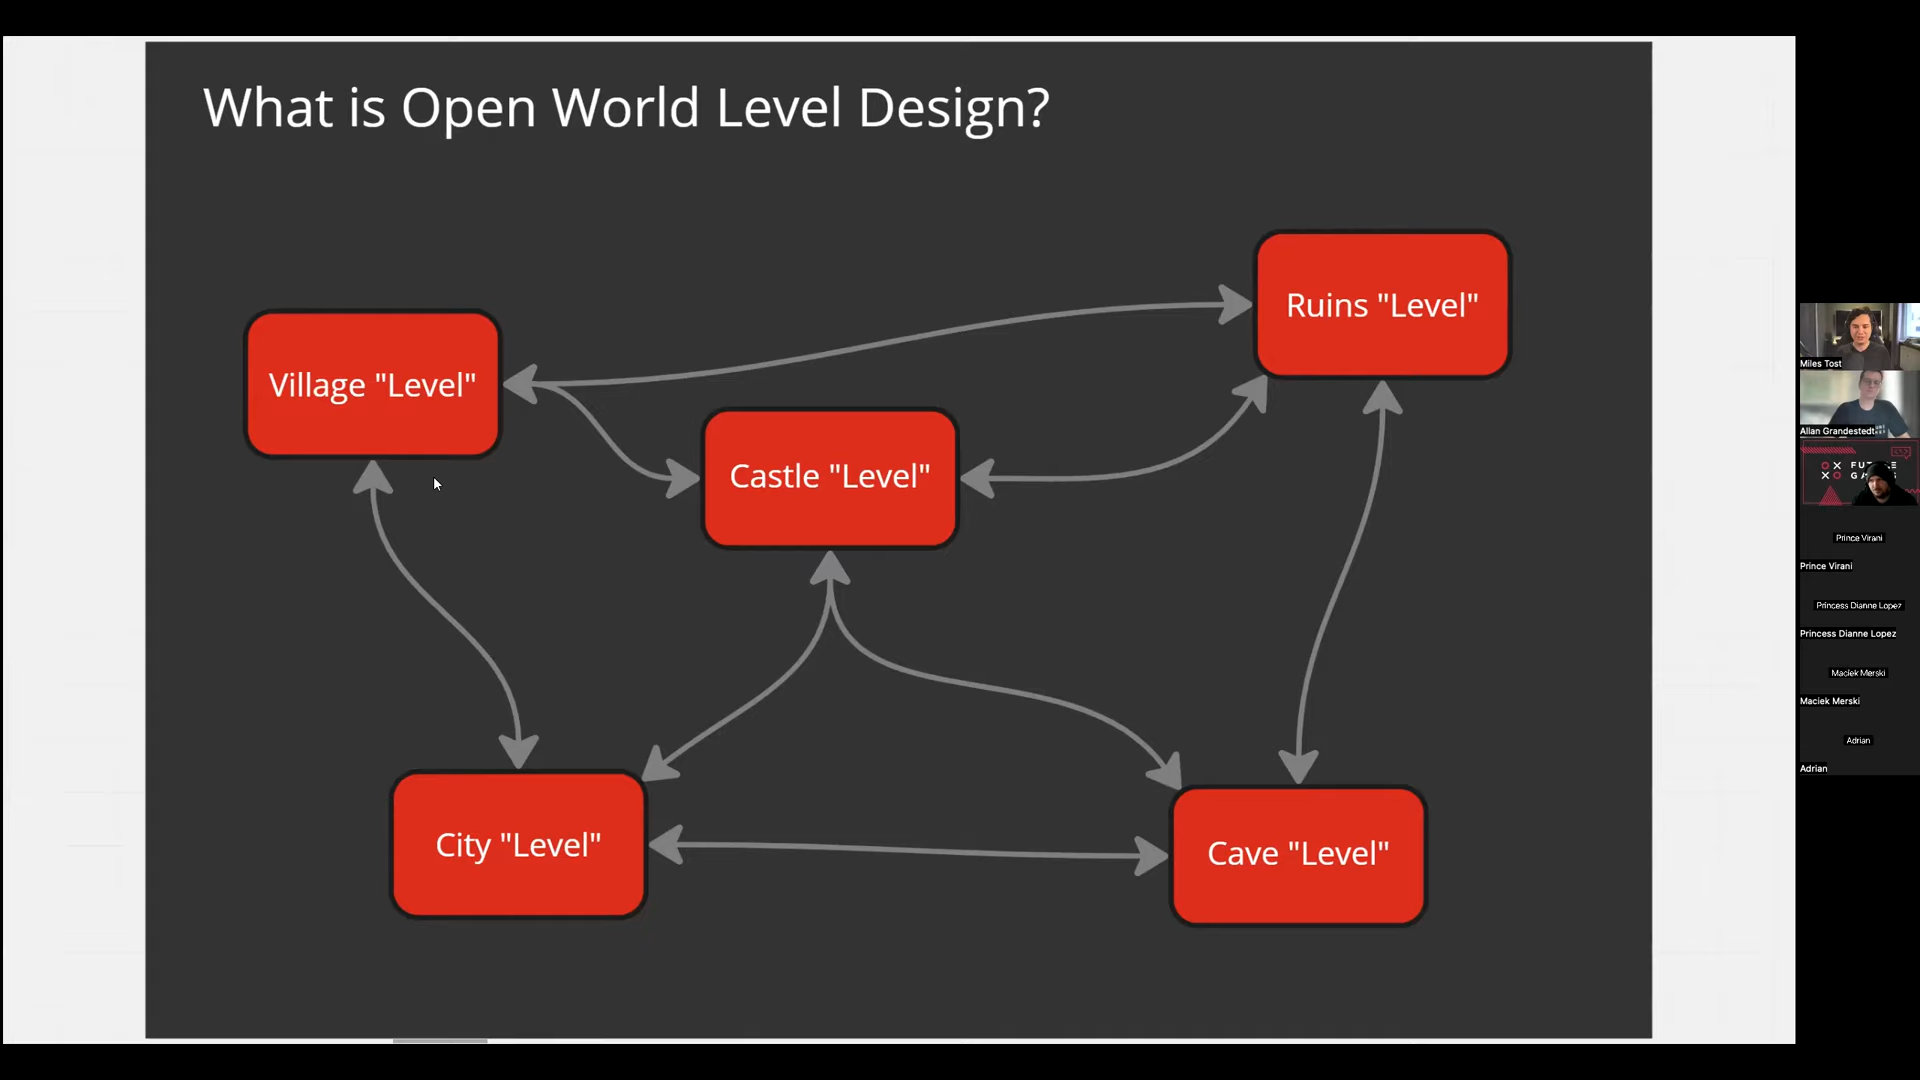 What is Open World Level Design?
Ruins "Level"
Village "Level"
Castle "Level"
City "Level"
Cave "Level"
Miles Tost
Allan Grandestedt
Prince Virani
Prince Virani
Princess Dianne Lopez
Princess Dianne Lopez
Maciek Merski
Maciek Merski
Adrian
Adrian